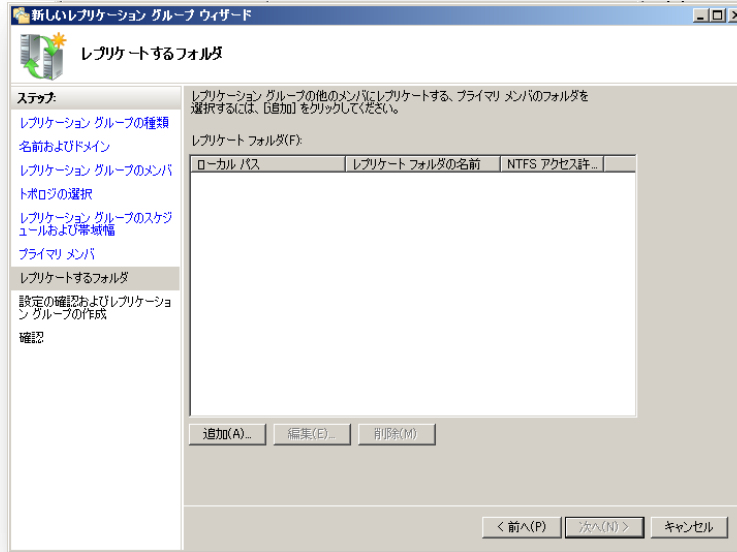 新しいレプリケーション グループ ウィザード
レプリケートするフォルダ
ステップ:
レプリケーション グループの種類
名前およびドメイン
レプリケーション グループのメンバ
トポロジの選択
レプリケーション グループのスケジ
ュールおよび帯域幅
プライマリ メンバ
レプリケートするフォルダ
設定の確認およびレプリケーショ
ン グループの作成
確認
レプリケーション グループの他のメンバにレプリケートする、プライマリ メンバのフォルダを
選択するには、[追加] をクリックしてください。
レプリケート フォルダ(F):
ローカル パス
レプリケート フォルダの名前
NTFS アクセス許...
追加(A)...
編集(E)...
削除(M)
< 前へ(P)
次へ(N) >
キャンセル